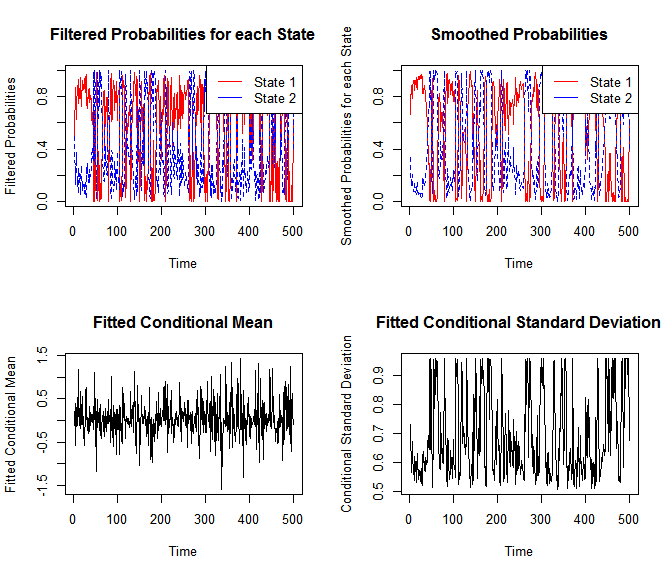 Filtered Probabilities for each State
Filtered Probabilities
0.0 0.4 0.8
State 1
State 2
0 100 200 300 400 500
Time
Smoothed Probabilities
Smoothed Probabilities for each State
0.0 0.4 0.8
State 1
State 2
0 100 200 300 400 500
Time
Fitted Conditional Mean
Fitted Conditional Mean
-1.5 -0.5 0.5 1.5
0 100 200 300 400 500
Time
Fitted Conditional Standard Deviation
Conditional Standard Deviation
0.5 0.6 0.7 0.8 0.9
0 100 200 300 400 500
Time